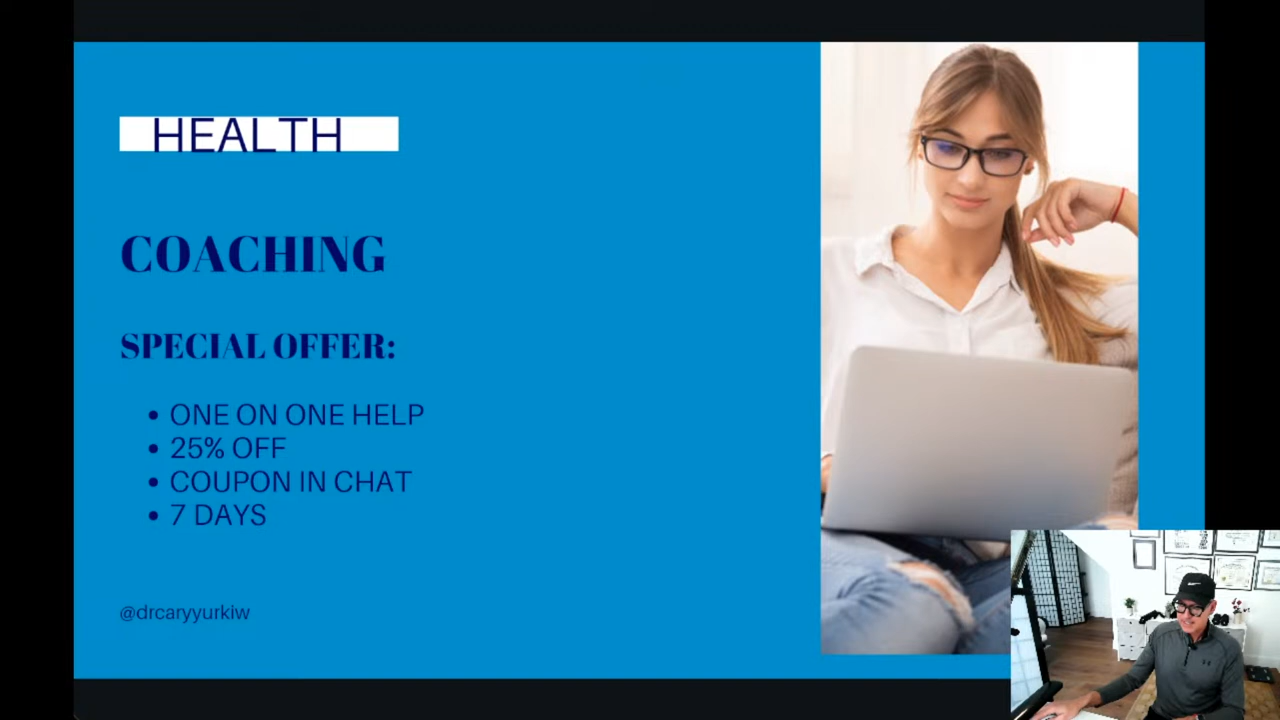 HEALTH
COACHING
SPECIAL OFFER:
• ONE ON ONE HELP
• 25% OFF
• COUPON IN CHAT
• 7 DAYS
@drcaryyurkiw